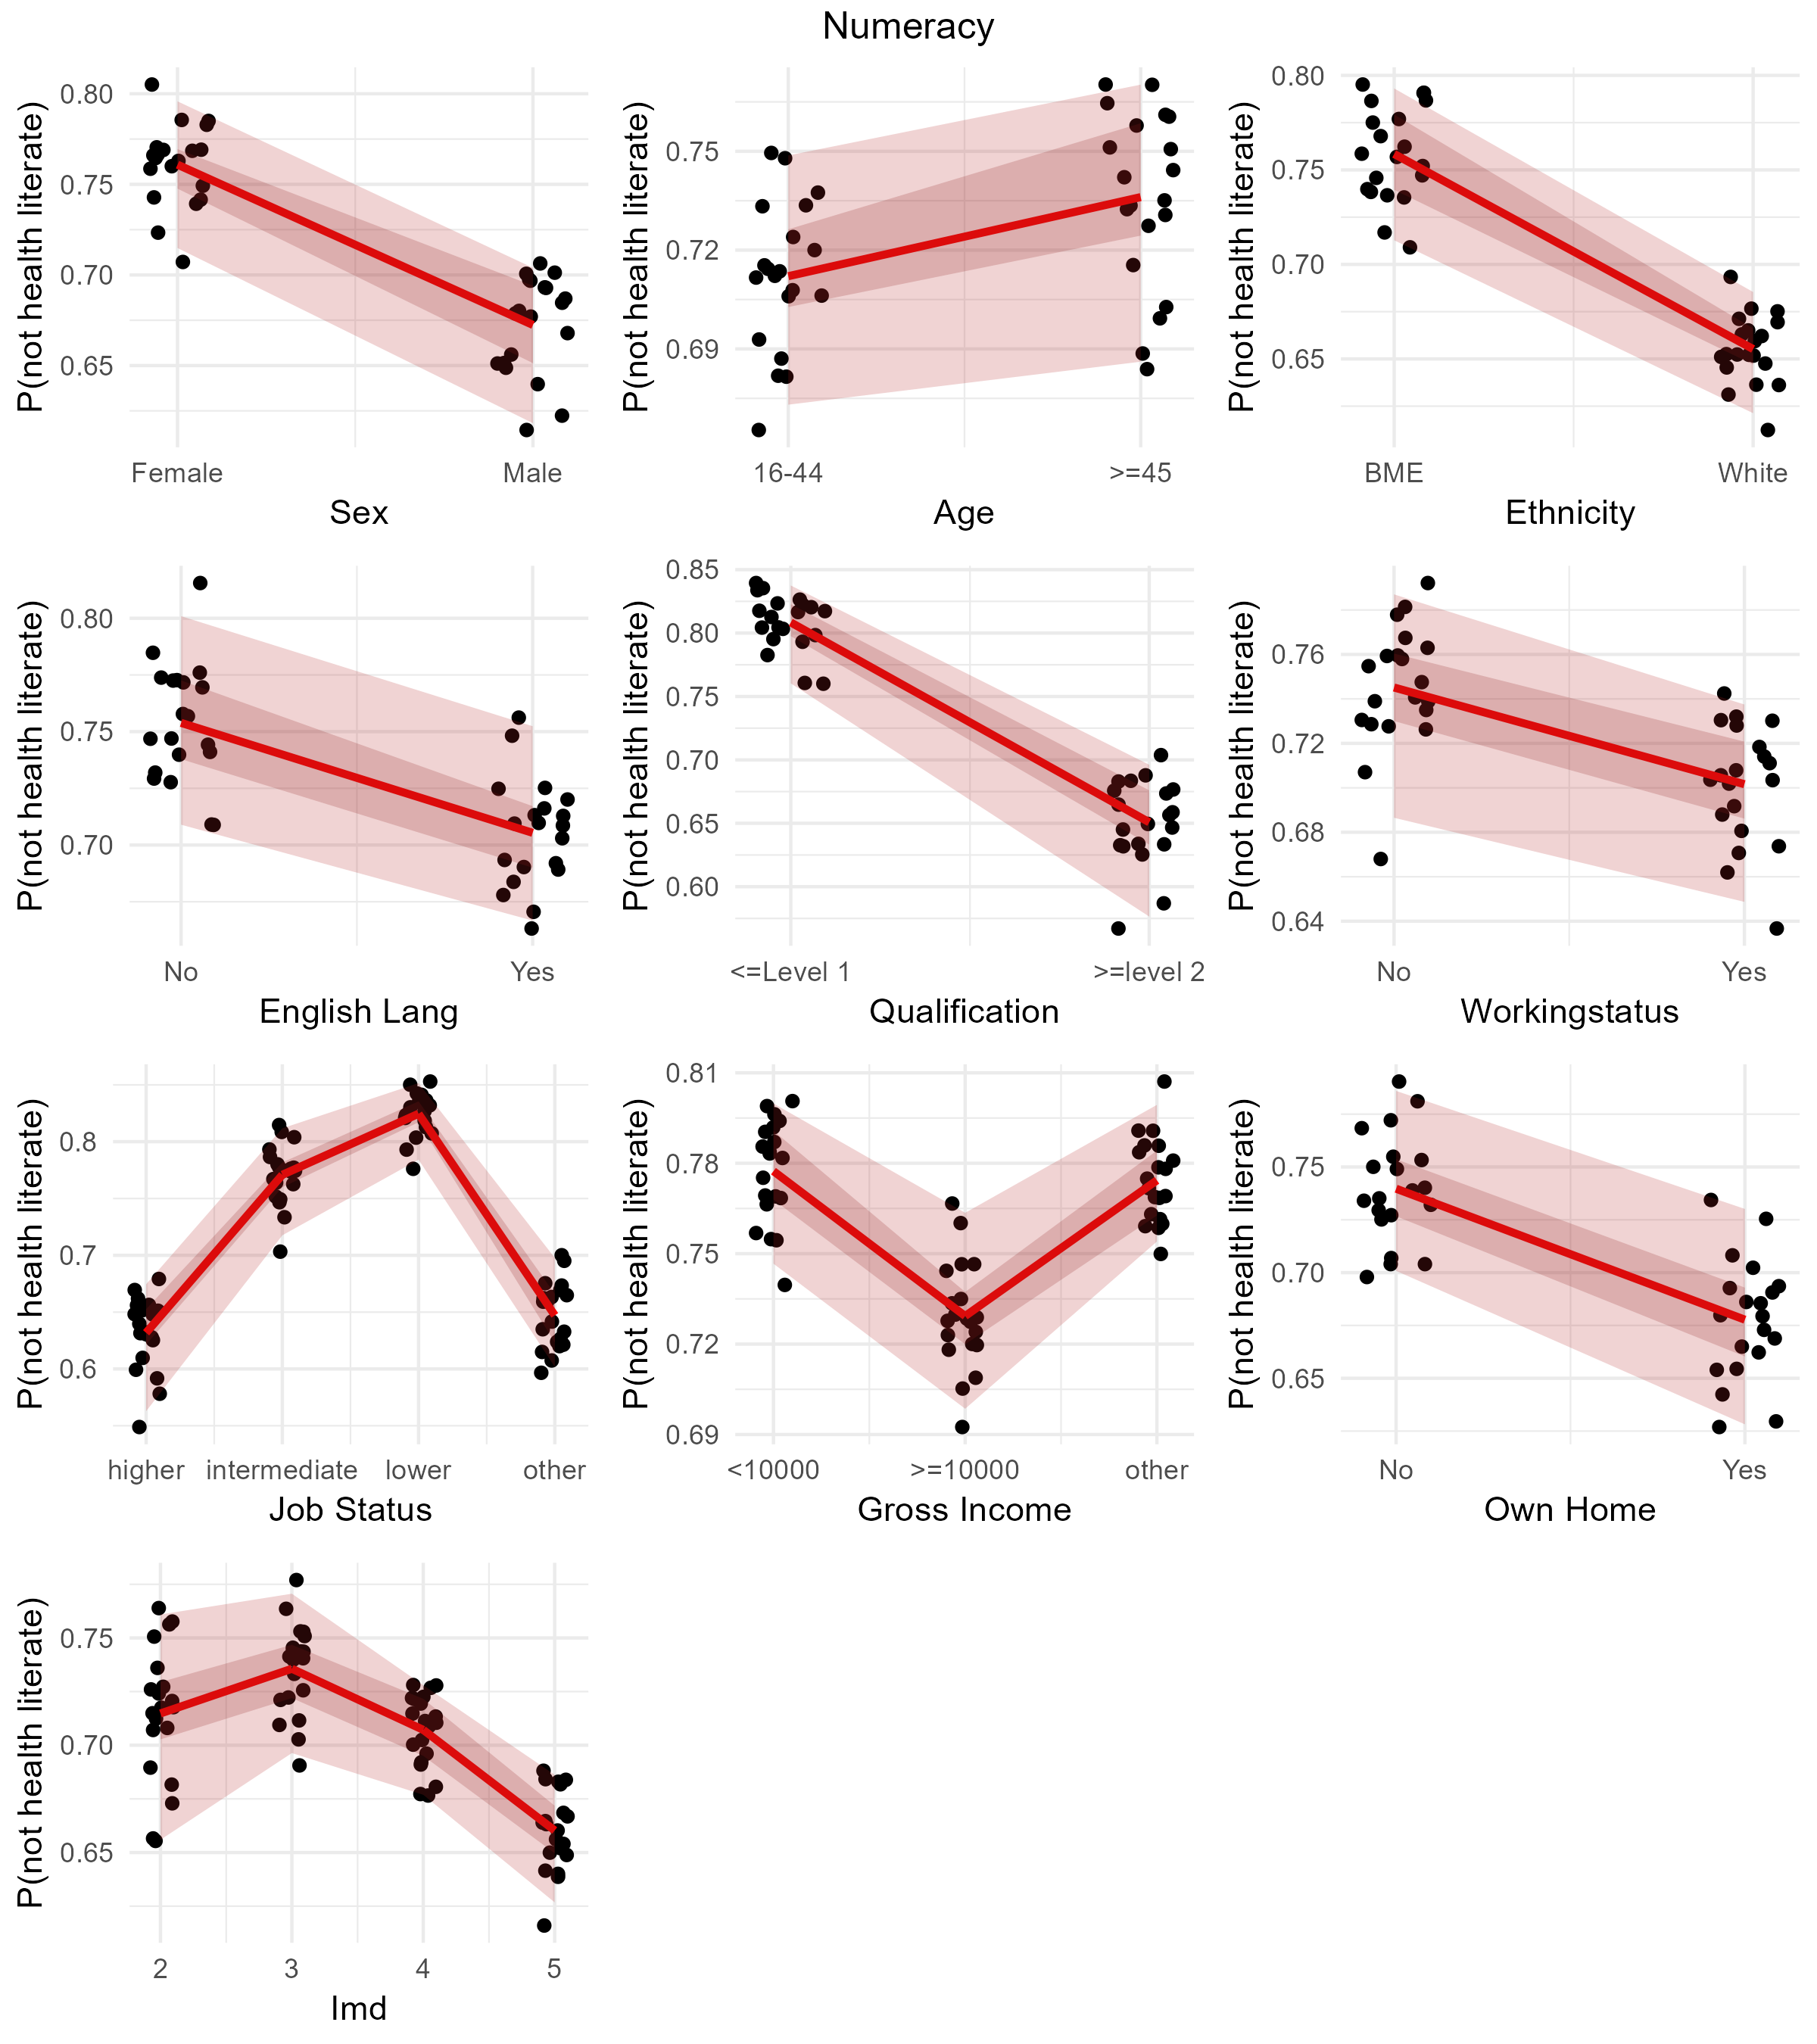 Numeracy
P(not health literate)
0.80
0.75
0.70
0.65
Female Male
Sex
P(not health literate)
0.75
0.72
0.69
16-44 >=45
Age
P(not health literate)
0.80
0.75
0.70
0.65
BME White
Ethnicity
P(not health literate)
0.80
0.75
0.70
No Yes
English Lang
P(not health literate)
0.85
0.80
0.75
0.70
0.65
0.60
<=Level 1 >=level 2
Qualification
P(not health literate)
0.76
0.72
0.68
0.64
No Yes
Workingstatus
P(not health literate)
0.8
0.7
0.6
higher intermediate lower other
Job Status
P(not health literate)
0.81
0.78
0.75
0.72
0.69
<10000 >=10000 other
Gross Income
P(not health literate)
0.75
0.70
0.65
No Yes
Own Home
P(not health literate)
0.75
0.70
0.65
2 3 4 5
Imd